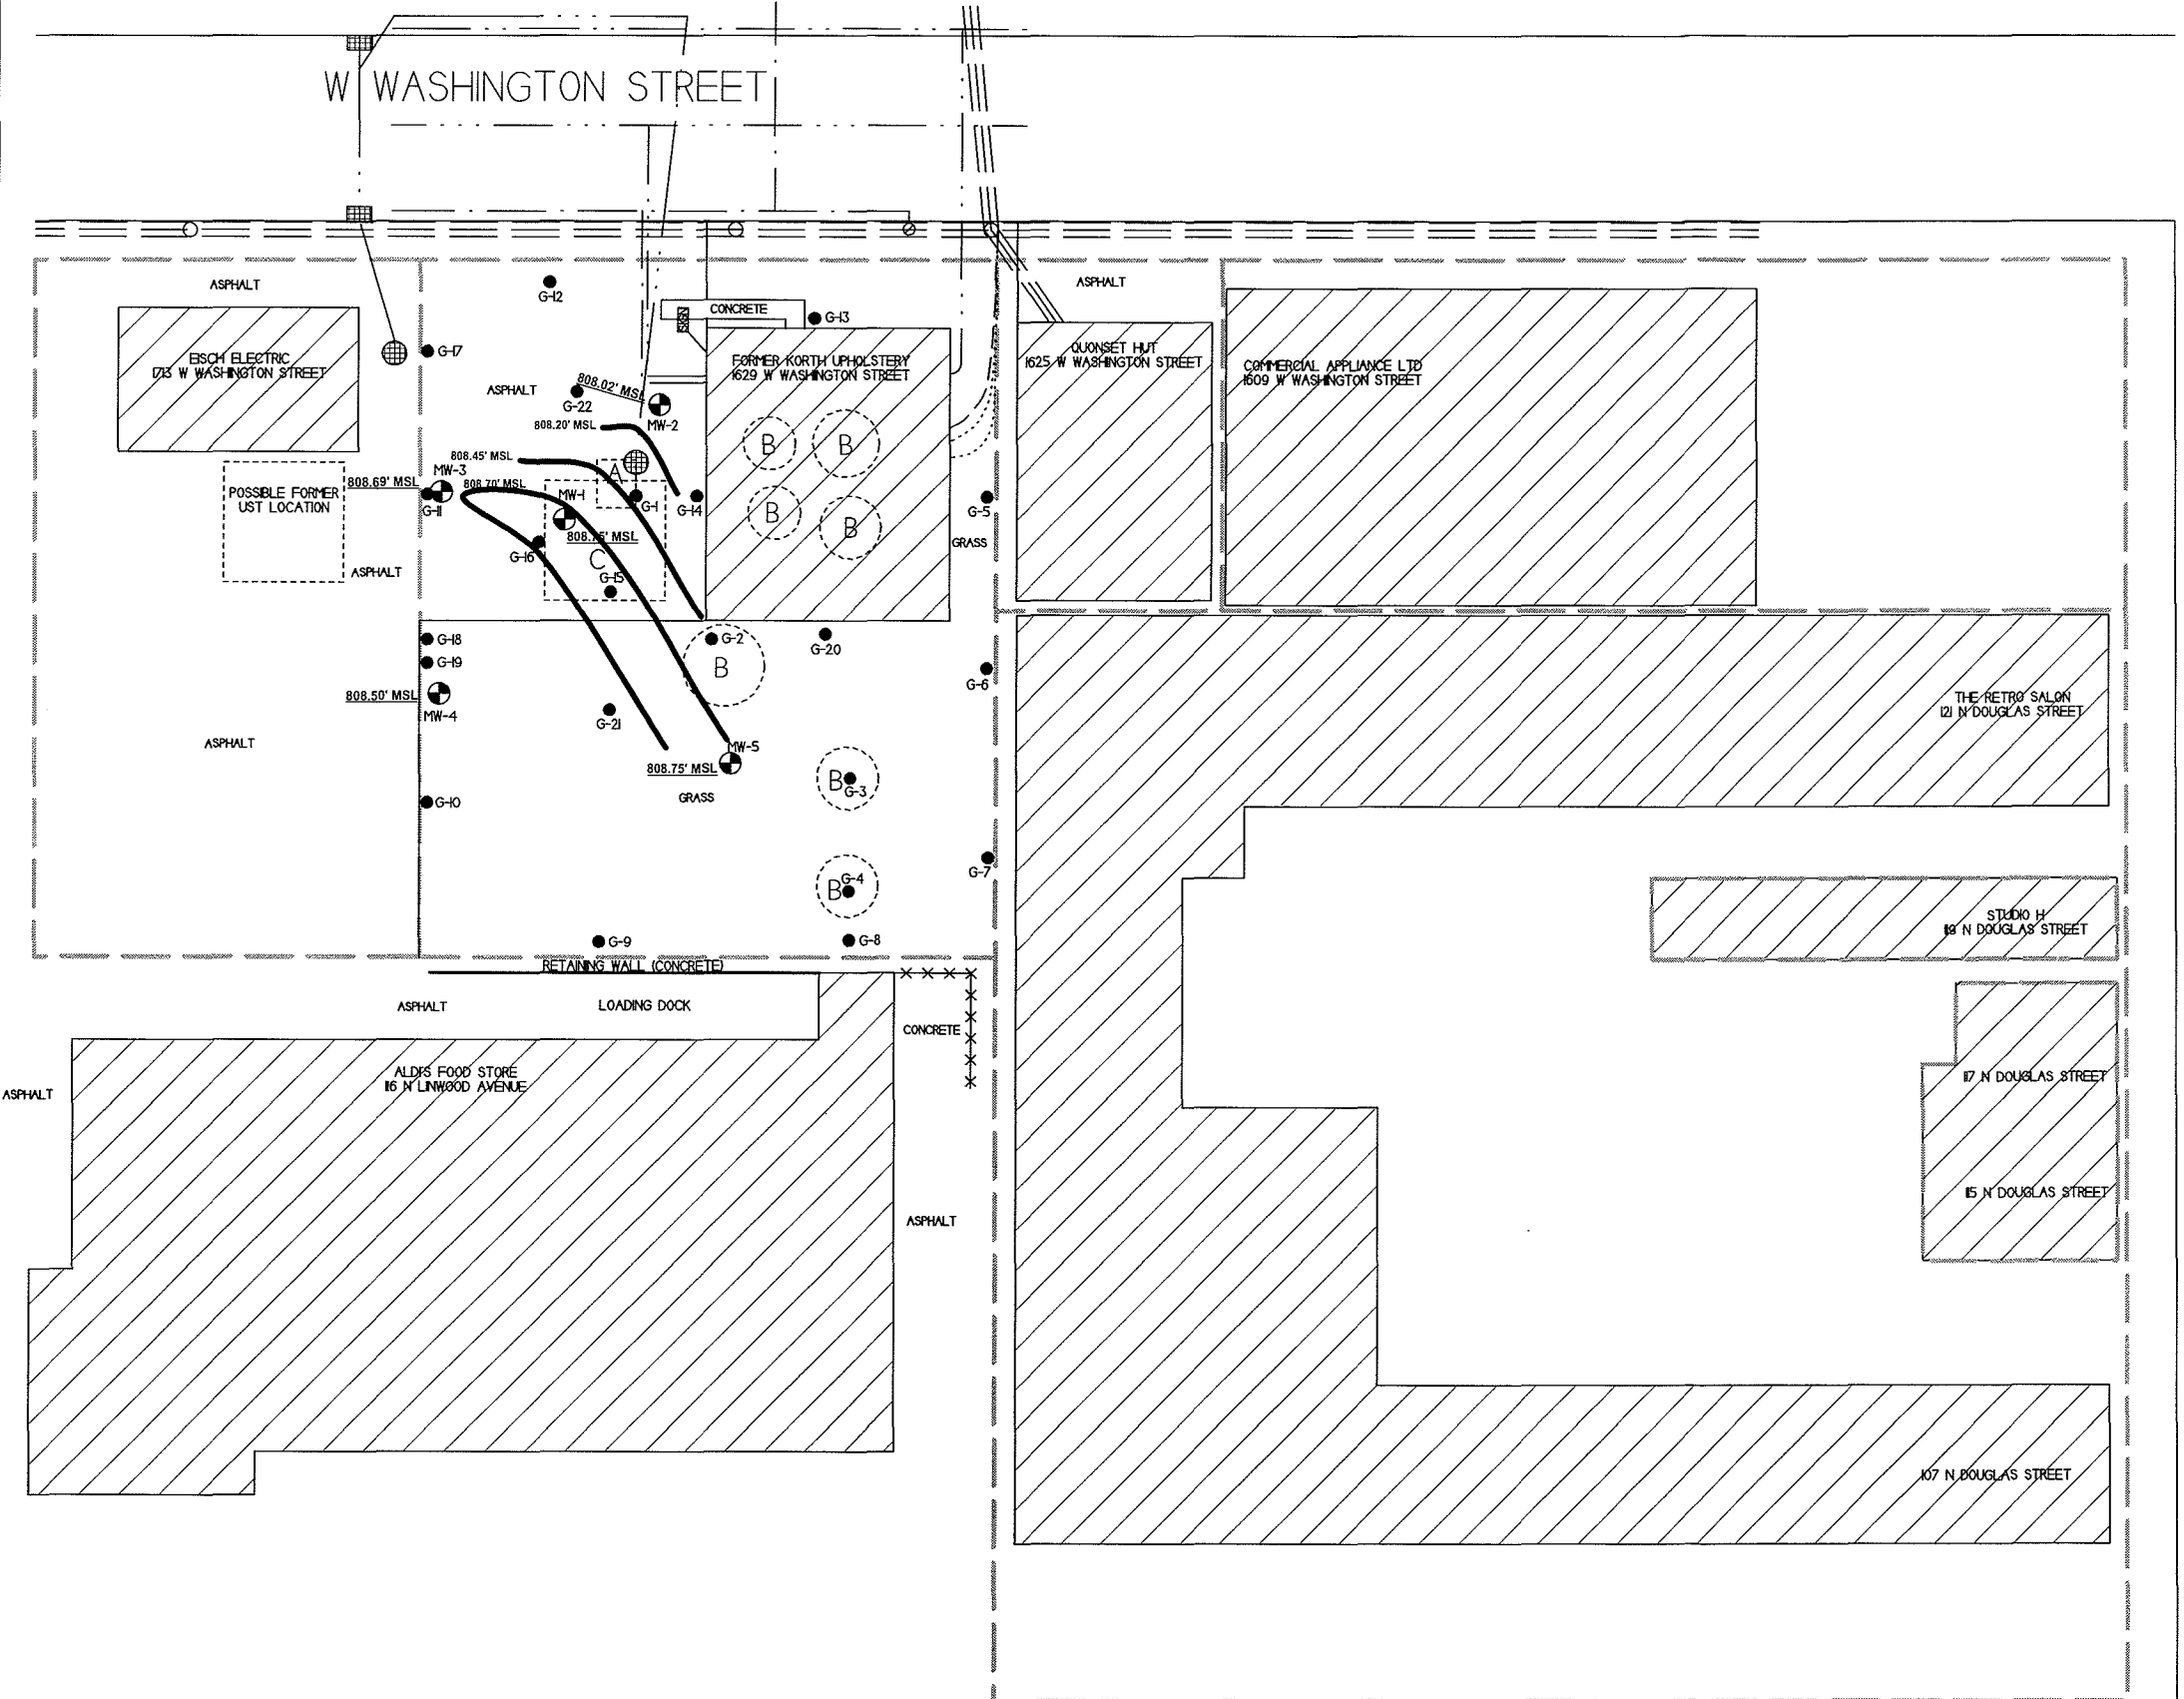 W WASHINGTON STREET
ASPHALT
G-12
CONCRETE
SIGN
G-13
ASPHALT
G-17
EISCH ELECTRIC
1713 W WASHINGTON STREET
FORMER KORTH UPHOLSTERY
1629 W WASHINGTON STREET
QUONSET HUT
1625 W WASHINGTON STREET
COMMERCIAL APPLIANCE LTD
1609 W WASHINGTON STREET
ASPHALT
808.02' MSL
G-22
MW-2
808.20' MSL
B
B
808.45' MSL
MW-3
A
808.69' MSL
808.70' MSL
MW-1
G-11
G-1
G-14
POSSIBLE FORMER
UST LOCATION
B
B
G-5
808.75' MSL
G-16
C
GRASS
ASPHALT
G-15
G-18
G-2
G-20
G-19
B
G-6
808.50' MSL
MW-4
G-21
THE RETRO SALON
121 N DOUGLAS STREET
ASPHALT
MW-5
808.75' MSL
GRASS
B
G-3
G-10
G-7
B
G-4
STUDIO H
119 N DOUGLAS STREET
G-9
G-8
RETAINING WALL (CONCRETE)
ASPHALT
LOADING DOCK
CONCRETE
ALDI'S FOOD STORE
116 N LINWOOD AVENUE
117 N DOUGLAS STREET
ASPHALT
115 N DOUGLAS STREET
ASPHALT
107 N DOUGLAS STREET